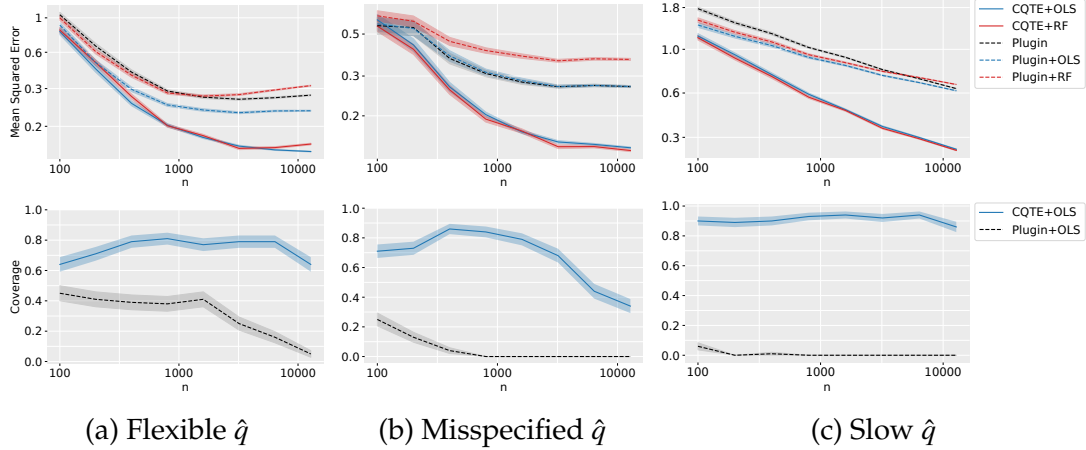 Mean Squared Error
1
0.6
0.3
0.2
100
1000
10000
n
0.5
0.3
0.2
100
1000
10000
n
1.8
1.0
0.6
0.3
100
1000
10000
n
CQTE+OLS
CQTE+RF
Plugin
Plugin+OLS
Plugin+RF
Coverage
1.0
0.8
0.6
0.4
0.2
0.0
100
1000
10000
n
1.0
0.8
0.6
0.4
0.2
0.0
100
1000
10000
n
1.0
0.8
0.6
0.4
0.2
0.0
100
1000
10000
n
CQTE+OLS
Plugin+OLS
(a) Flexible q̂
(b) Misspecified q̂
(c) Slow q̂